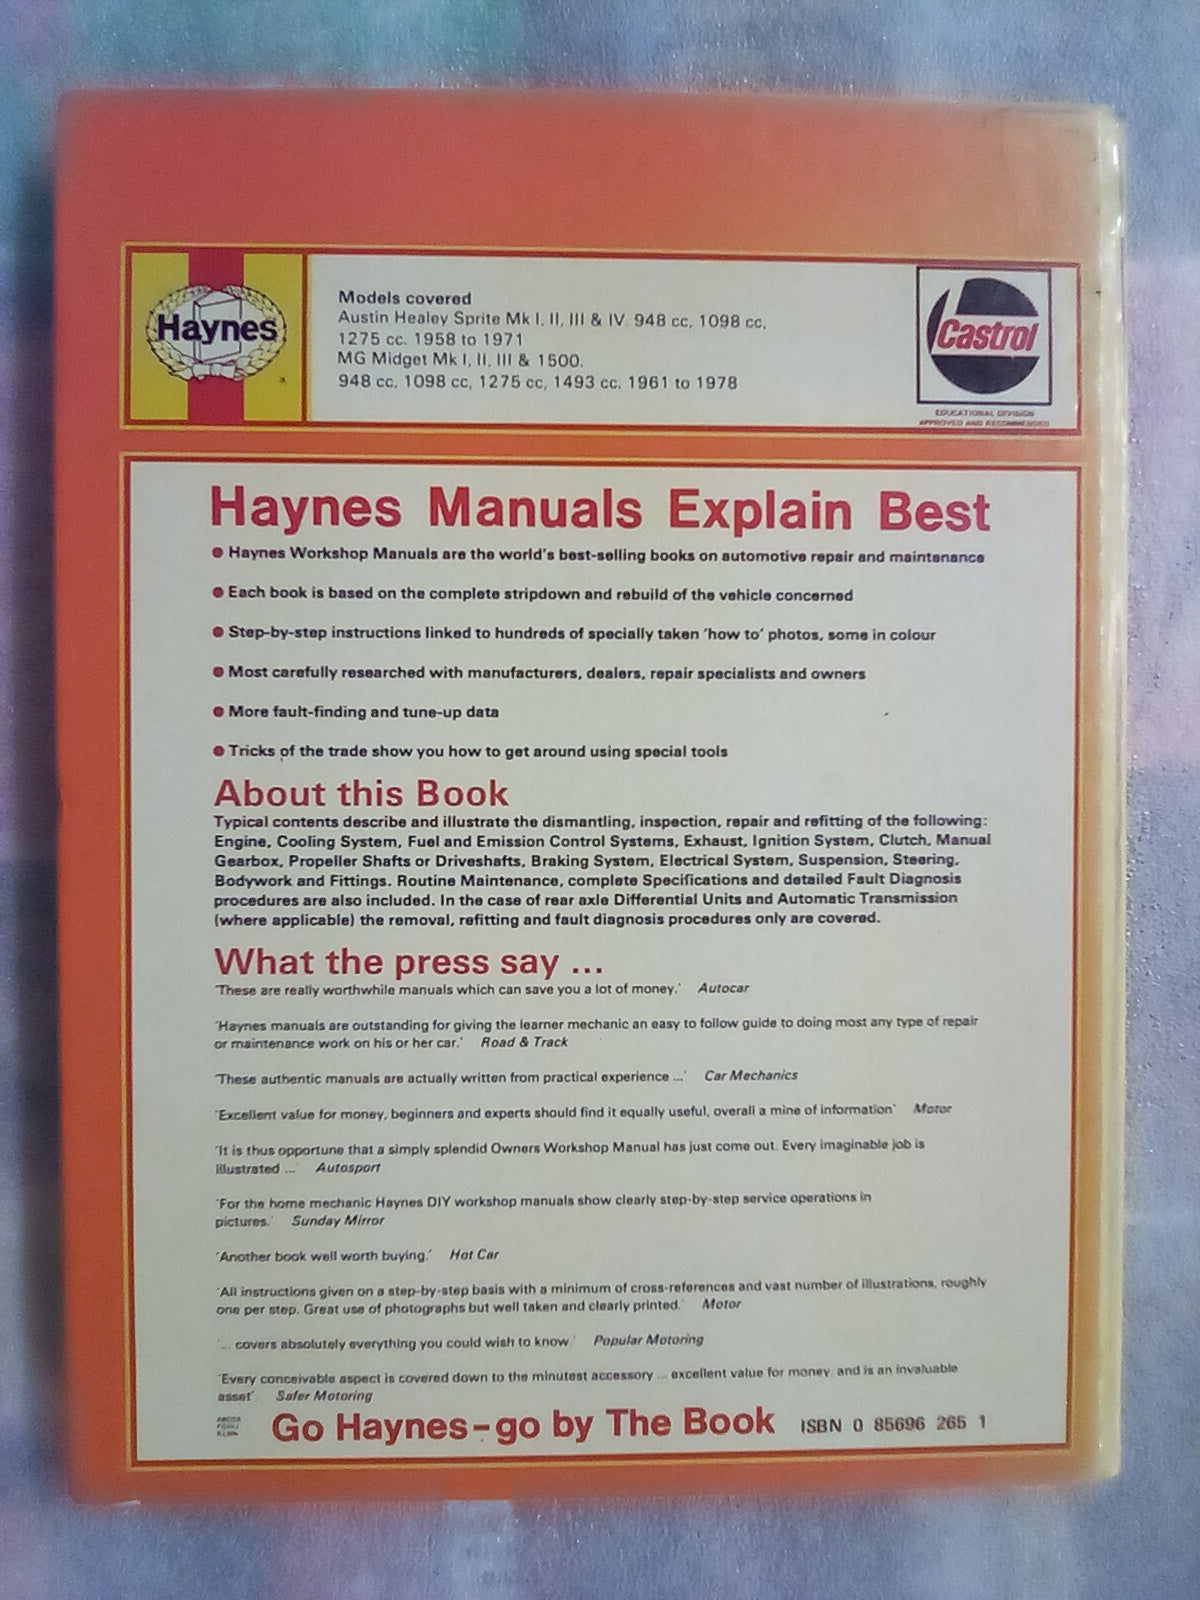 Haynes
Models covered
Austin Healey Sprite Mk I, II, III & IV. 948 cc, 1098 cc,
1275 cc. 1958 to 1971
MG Midget Mk I, II, III & 1500.
948 cc, 1098 cc, 1275 cc, 1493 cc. 1961 to 1978
Castrol
EDUCATIONAL DIVISION
APPROVED AND RECOMMENDED
Haynes Manuals Explain Best
● Haynes Workshop Manuals are the world's best-selling books on automotive repair and maintenance
● Each book is based on the complete stripdown and rebuild of the vehicle concerned
● Step-by-step instructions linked to hundreds of specially taken 'how to' photos, some in colour
● Most carefully researched with manufacturers, dealers, repair specialists and owners
● More fault-finding and tune-up data
● Tricks of the trade show you how to get around using special tools
About this Book
Typical contents describe and illustrate the dismantling, inspection, repair and refitting of the following:
Engine, Cooling System, Fuel and Emission Control Systems, Exhaust, Ignition System, Clutch, Manual
Gearbox, Propeller Shafts or Driveshafts, Braking System, Electrical System, Suspension, Steering,
Bodywork and Fittings. Routine Maintenance, complete Specifications and detailed Fault Diagnosis
procedures are also included. In the case of rear axle Differential Units and Automatic Transmission
(where applicable) the removal, refitting and fault diagnosis procedures only are covered.
What the press say ...
'These are really worthwhile manuals which can save you a lot of money.' Autocar
'Haynes manuals are outstanding for giving the learner mechanic an easy to follow guide to doing most any type of repair
or maintenance work on his or her car.' Road & Track
'These authentic manuals are actually written from practical experience ...' Car Mechanics
'Excellent value for money, beginners and experts should find it equally useful, overall a mine of information' Motor
'It is thus opportune that a simply splendid Owners Workshop Manual has just come out. Every imaginable job is
illustrated ...' Autosport
'For the home mechanic Haynes DIY workshop manuals show clearly step-by-step service operations in
pictures.' Sunday Mirror
'Another book well worth buying.' Hot Car
'All instructions given on a step-by-step basis with a minimum of cross-references and vast number of illustrations, roughly
one per step. Great use of photographs but well taken and clearly printed.' Motor
'... covers absolutely everything you could wish to know.' Popular Motoring
'Every conceivable aspect is covered down to the minutest accessory ... excellent value for money and is an invaluable
asset'. Safer Motoring
Go Haynes-go by The Book ISBN 0 85696 265 1